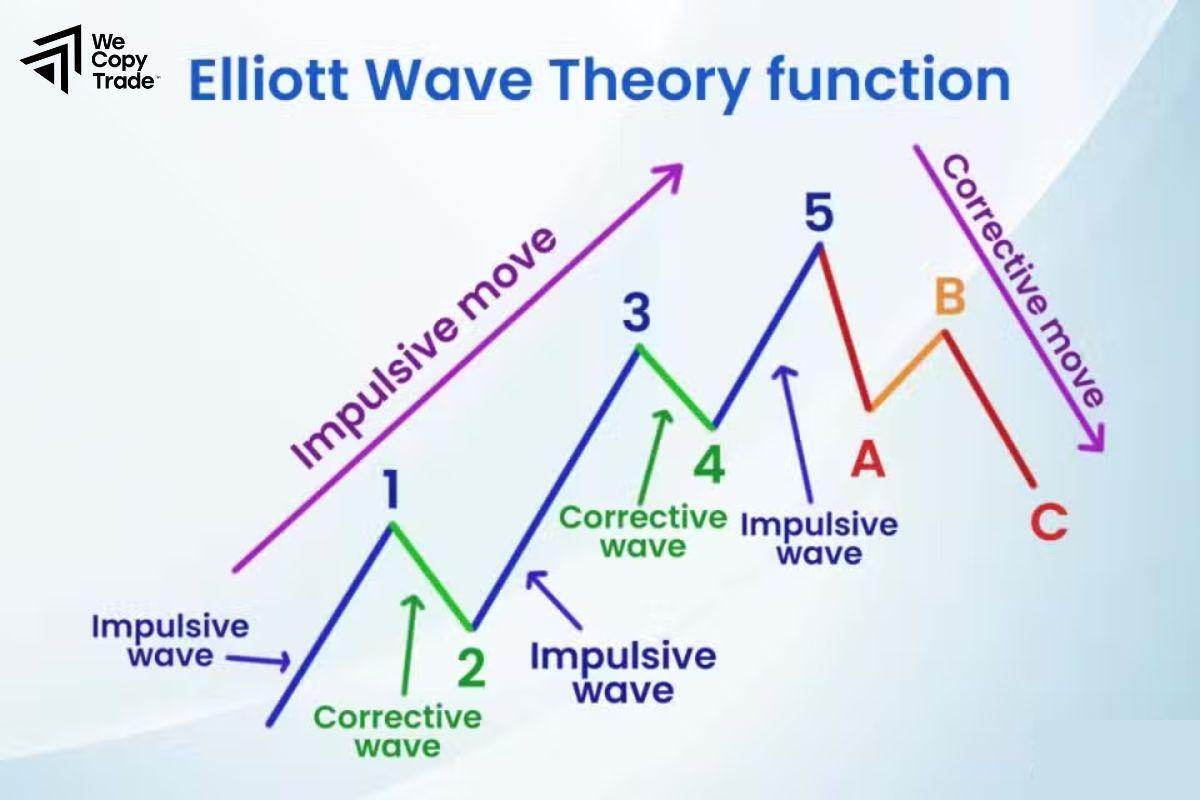 We
Copy
Trade™
Elliott Wave Theory function
Impulsive move
Corrective move
5
B
3
1
A
4
C
Corrective
wave
Impulsive
wave
Impulsive
wave
2
Impulsive
wave
Corrective
wave